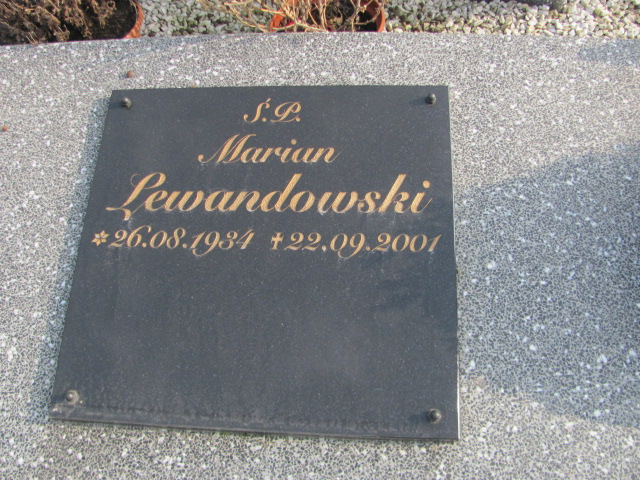 Ś.P.
Marian
Lewandowski
*26.08.1934 ✝22.09.2001